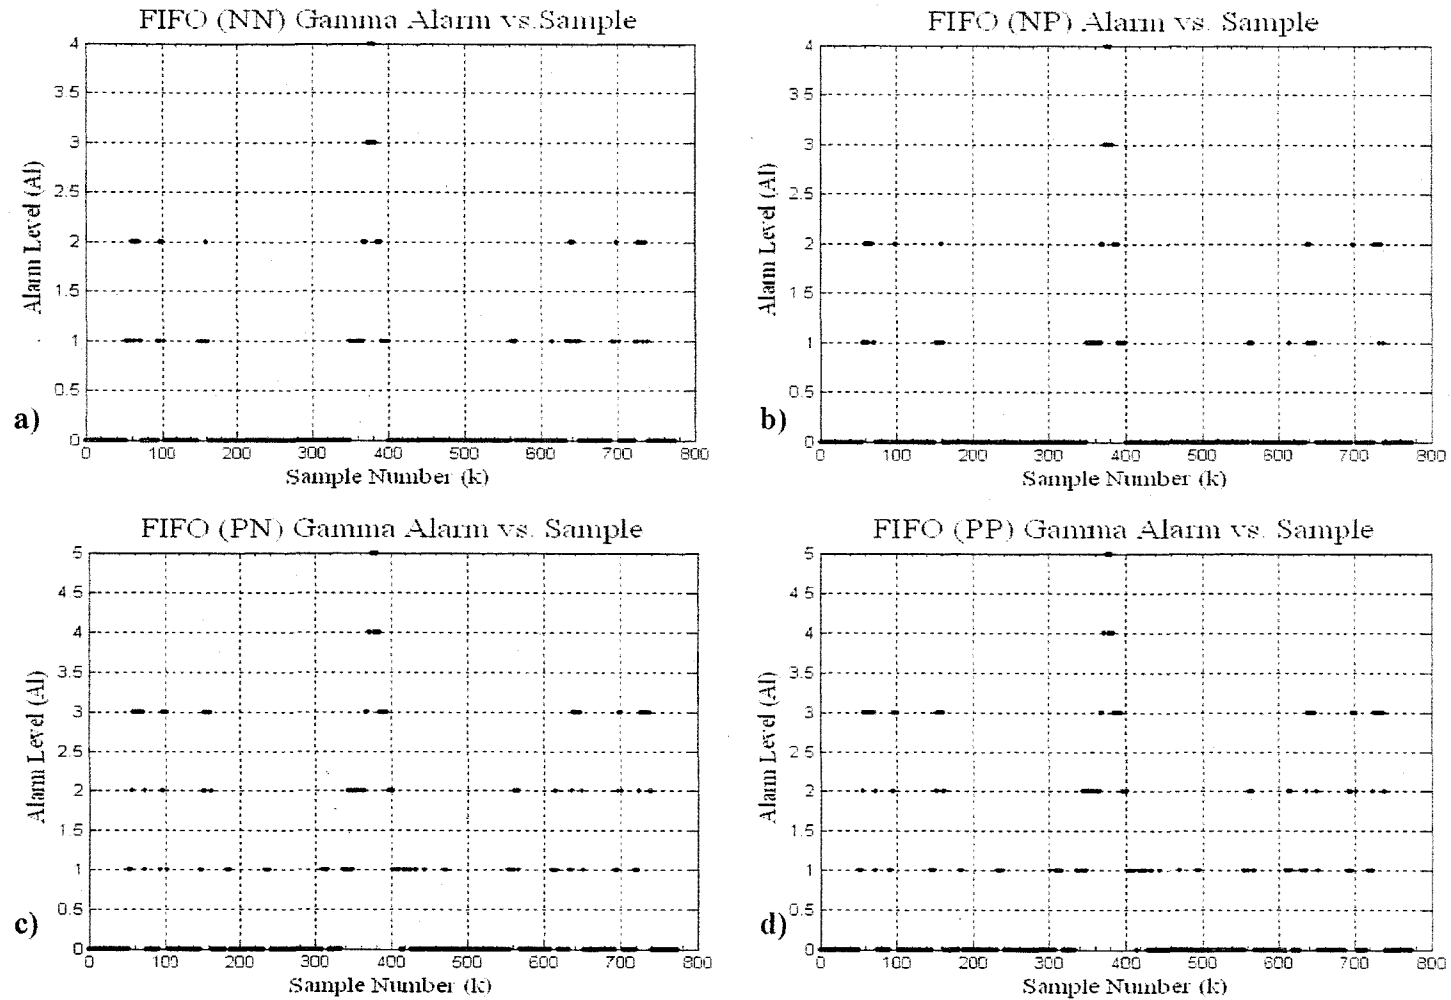 FIFO (NN) Gamma Alarm vs.Sample
4
3.5
3
2.5
2
1.5
1
0.5
0
Alarm Level (Al)
0 100 200 300 400 500 600 700 800
Sample Number (k)
a)
FIFO (NP) Alarm vs. Sample
4
3 5
3
2.5
2
1.5
1
0.5
0
Alarm Level (Al)
0 100 200 300 400 500 600 700 800
Sample Number (k)
b)
FIFO (PN) Gamma Alarm vs. Sample
5
4.5
4
3.5
3
2.5
2
1.5
1
0.5
0
Alarm Level (Al)
0 100 200 300 400 500 600 700 800
Sample Number (k)
c)
FIFO (PP) Gamma Alarm vs. Sample
5
4 5
4
3.5
3
2.5
2
1.5
1
0.5
0
Alarm Level (Al)
0 100 200 300 400 500 600 700 800
Sample Number (k)
d)